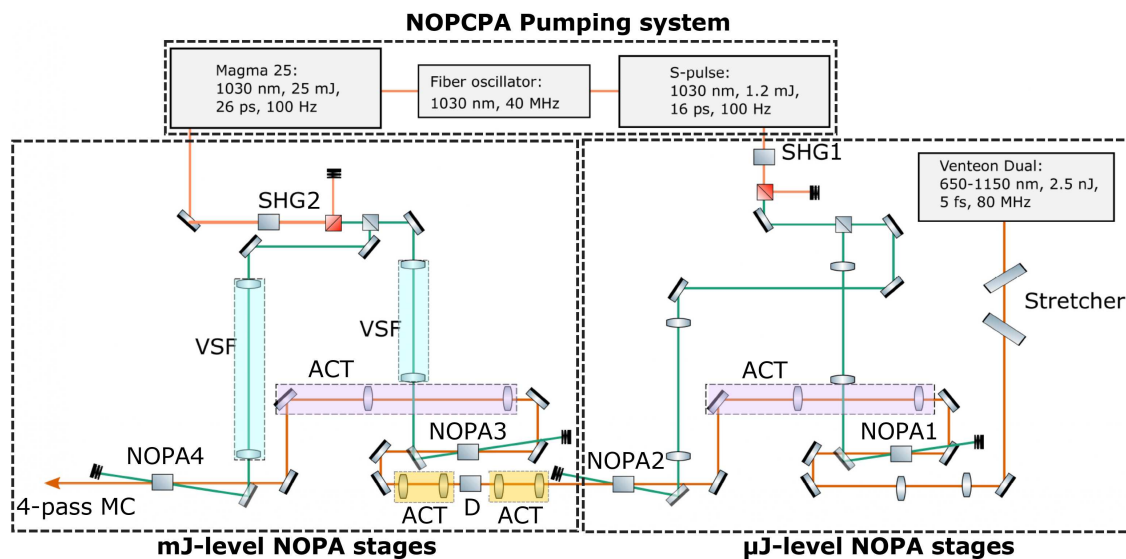 NOPCPA Pumping system
Magma 25:
1030 nm, 25 mJ,
26 ps, 100 Hz
Fiber oscillator:
1030 nm, 40 MHz
S-pulse:
1030 nm, 1.2 mJ,
16 ps, 100 Hz
SHG2
VSF
VSF
ACT
NOPA3
NOPA4
4-pass MC
ACT
D
ACT
mJ-level NOPA stages
SHG1
Venteon Dual:
650-1150 nm, 2.5 nJ,
5 fs, 80 MHz
Stretcher
ACT
NOPA1
NOPA2
μJ-level NOPA stages